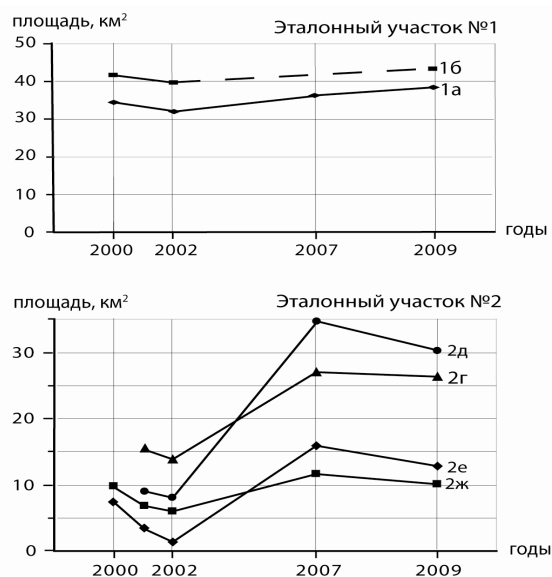 площадь, км²
Эталонный участок №1
50
40
30
20
10
0
1б
1а
2000 2002 2007 2009
годы
площадь, км²
Эталонный участок №2
30
20
10
0
2д
2г
2е
2ж
2000 2002 2007 2009
годы